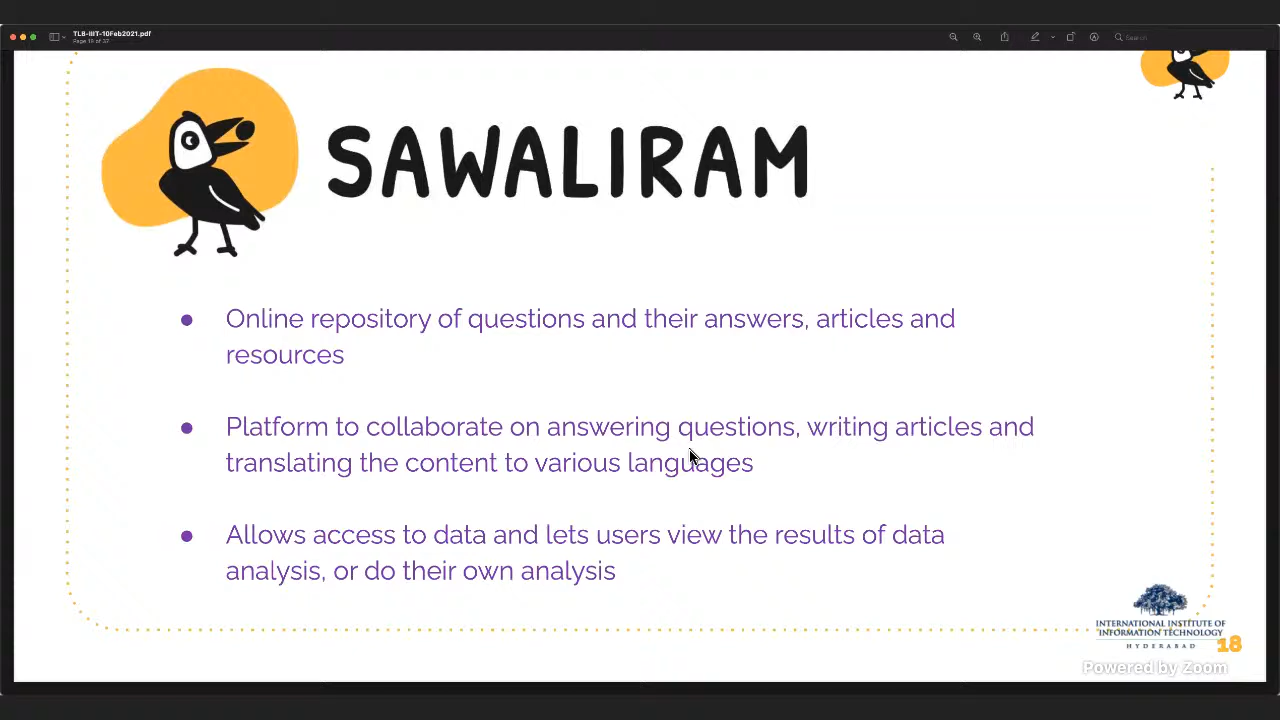 TLB-IIIT-10Feb2021.pdf
Page 19 of 37
Search
SAWALIRAM
● Online repository of questions and their answers, articles and
resources
● Platform to collaborate on answering questions, writing articles and
translating the content to various languages
● Allows access to data and lets users view the results of data
analysis, or do their own analysis
INTERNATIONAL INSTITUTE OF
INFORMATION TECHNOLOGY
HYDERABAD
18
Powered by Zoom